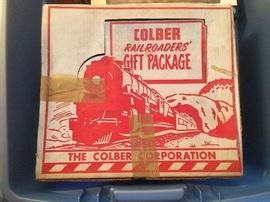 COLBER
RAILROADERS'
GIFT PACKAGE
THE COLBER CORPORATION